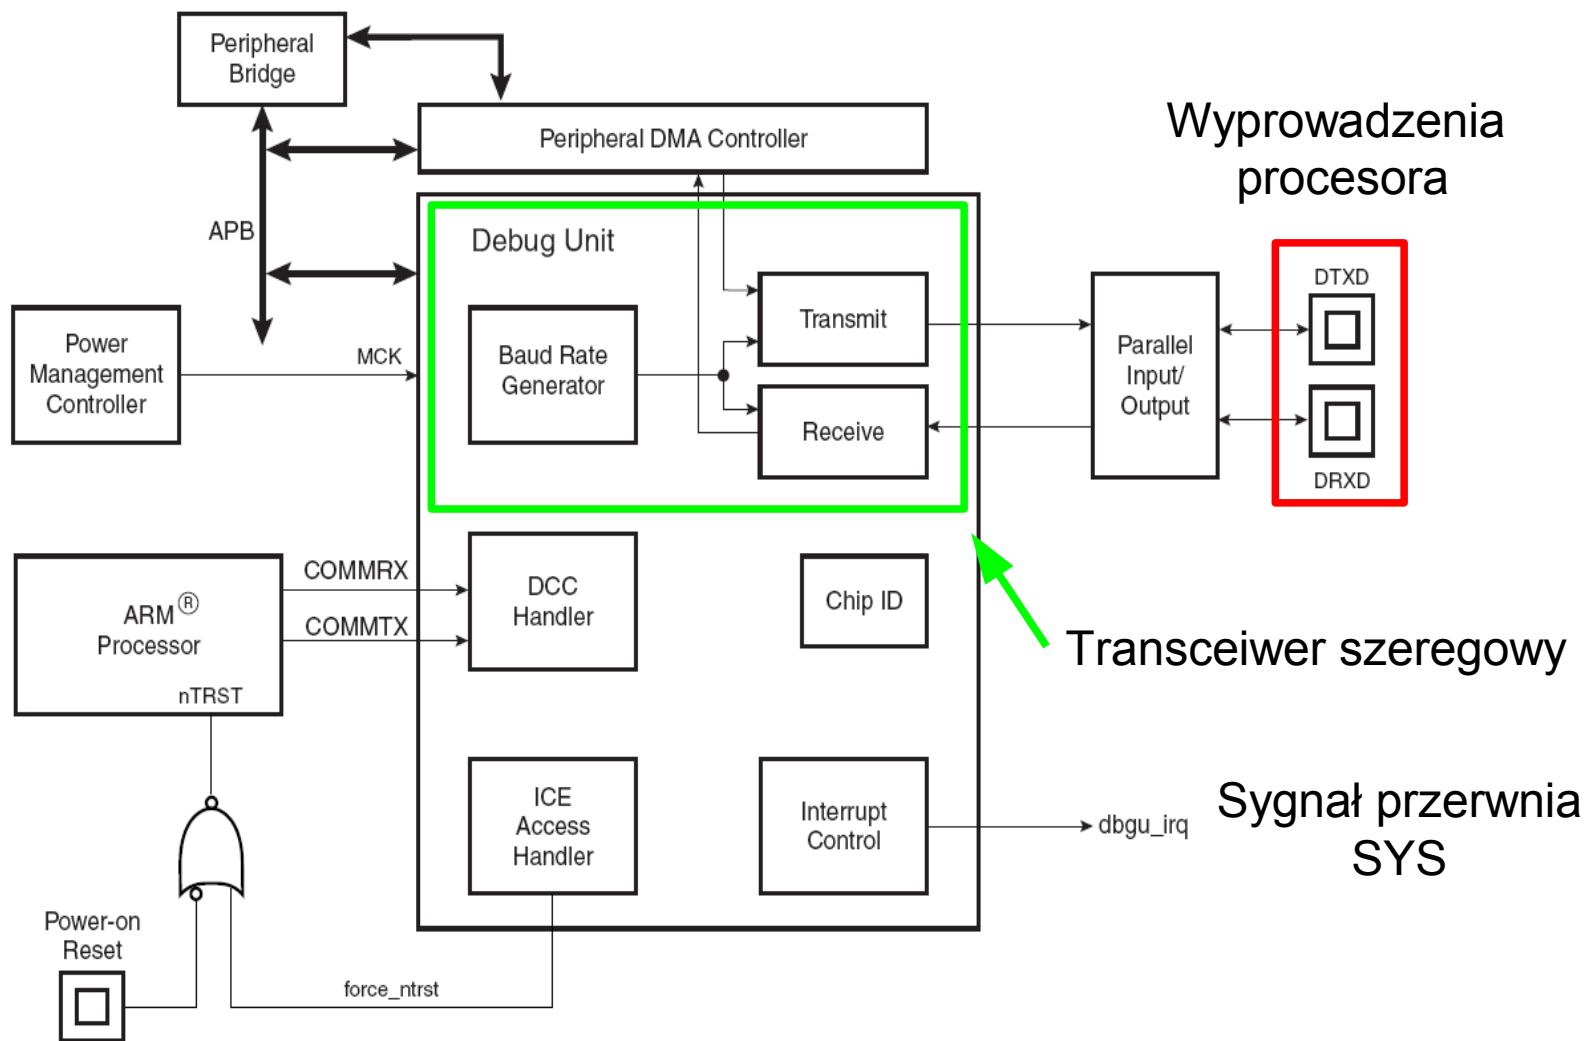 Peripheral
Bridge
Peripheral DMA Controller
Wyprowadzenia
procesora
APB
Debug Unit
DTXD
Power
Management
Controller
MCK
Baud Rate
Generator
Transmit
Receive
Parallel
Input/
Output
DRXD
ARM®
Processor
nTRST
COMMRX
COMMTX
DCC
Handler
Chip ID
Transceiwer szeregowy
ICE
Access
Handler
Interrupt
Control
dbgu_irq
Sygnał przerwnia
SYS
Power-on
Reset
force_ntrst